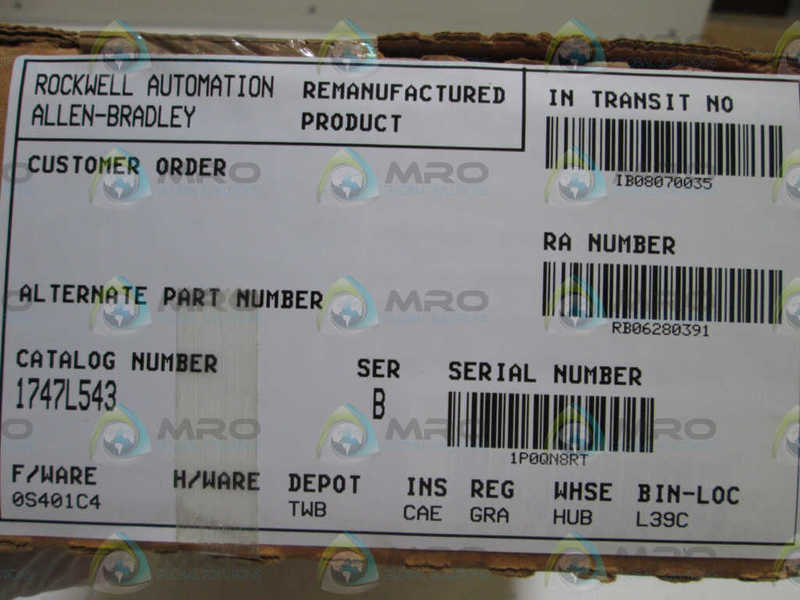 ROCKWELL AUTOMATION
ALLEN-BRADLEY
REMANUFACTURED
PRODUCT
IN TRANSIT NO
IB08070035
CUSTOMER ORDER
RA NUMBER
RB06280391
ALTERNATE PART NUMBER
CATALOG NUMBER
1747L543
SER
B
SERIAL NUMBER
1P0QN8RT
F/WARE
0S401C4
H/WARE
DEPOT
TWB
INS
CAE
REG
GRA
WHSE
HUB
BIN-LOC
L39C
MRO